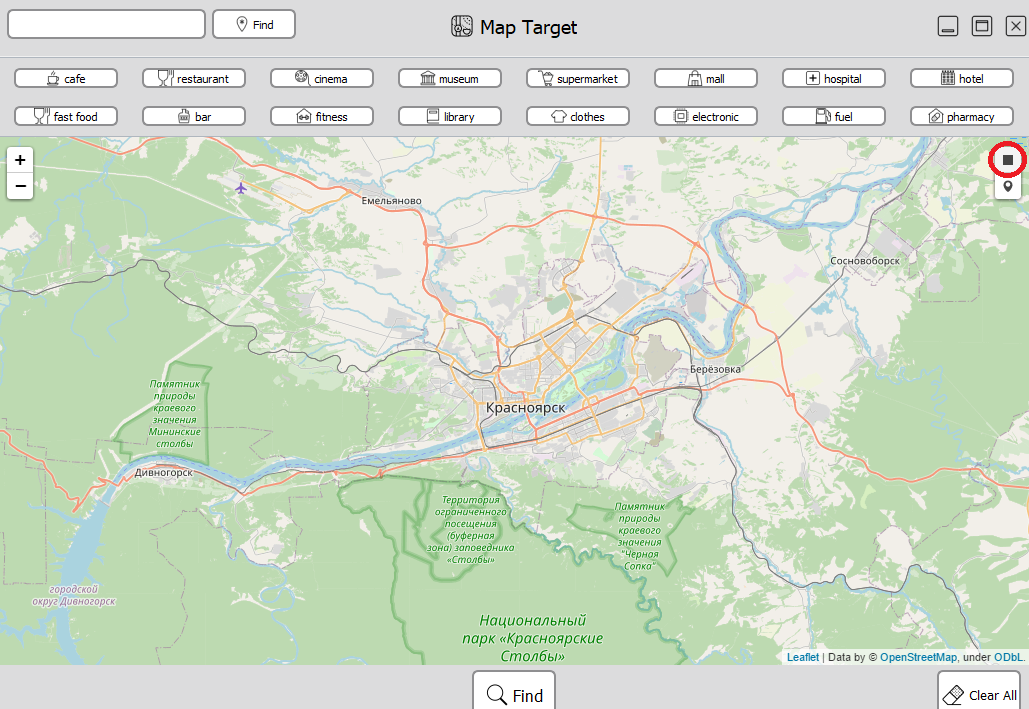 Find
Map Target
cafe
restaurant
cinema
museum
supermarket
mall
hospital
hotel
fast food
bar
fitness
library
clothes
electronic
fuel
pharmacy
+
−
Емельяново
Сосновоборск
Берёзовка
Памятник
природы
краевого
значения
Мининские
столбы
Красноярск
Дивногорск
Территория
ограниченного
посещения
(буферная
зона) заповедника
«Столбы»
Памятник
природы
краевого
значения
"Черная
Сопка"
городской
округ Дивногорск
Национальный
парк «Красноярские
Столбы»
Leaflet | Data by © OpenStreetMap, under ODbL.
Find
Clear All